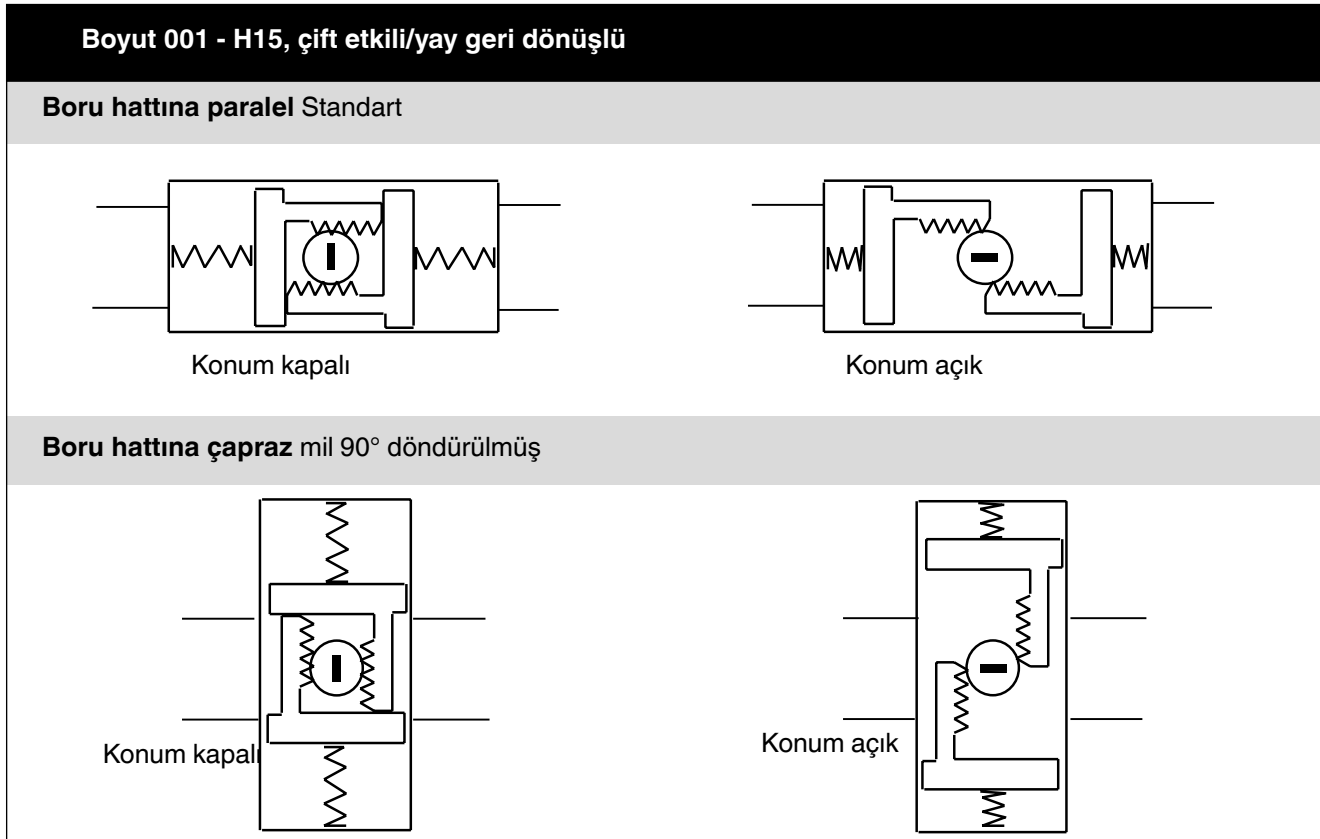 Boyut 001 - H15, çift etkili/yay geri dönüşlü
Boru hattına paralel Standart
Konum kapalı
Konum açık
Boru hattına çapraz mil 90° döndürülmüş
Konum kapalı
Konum açık